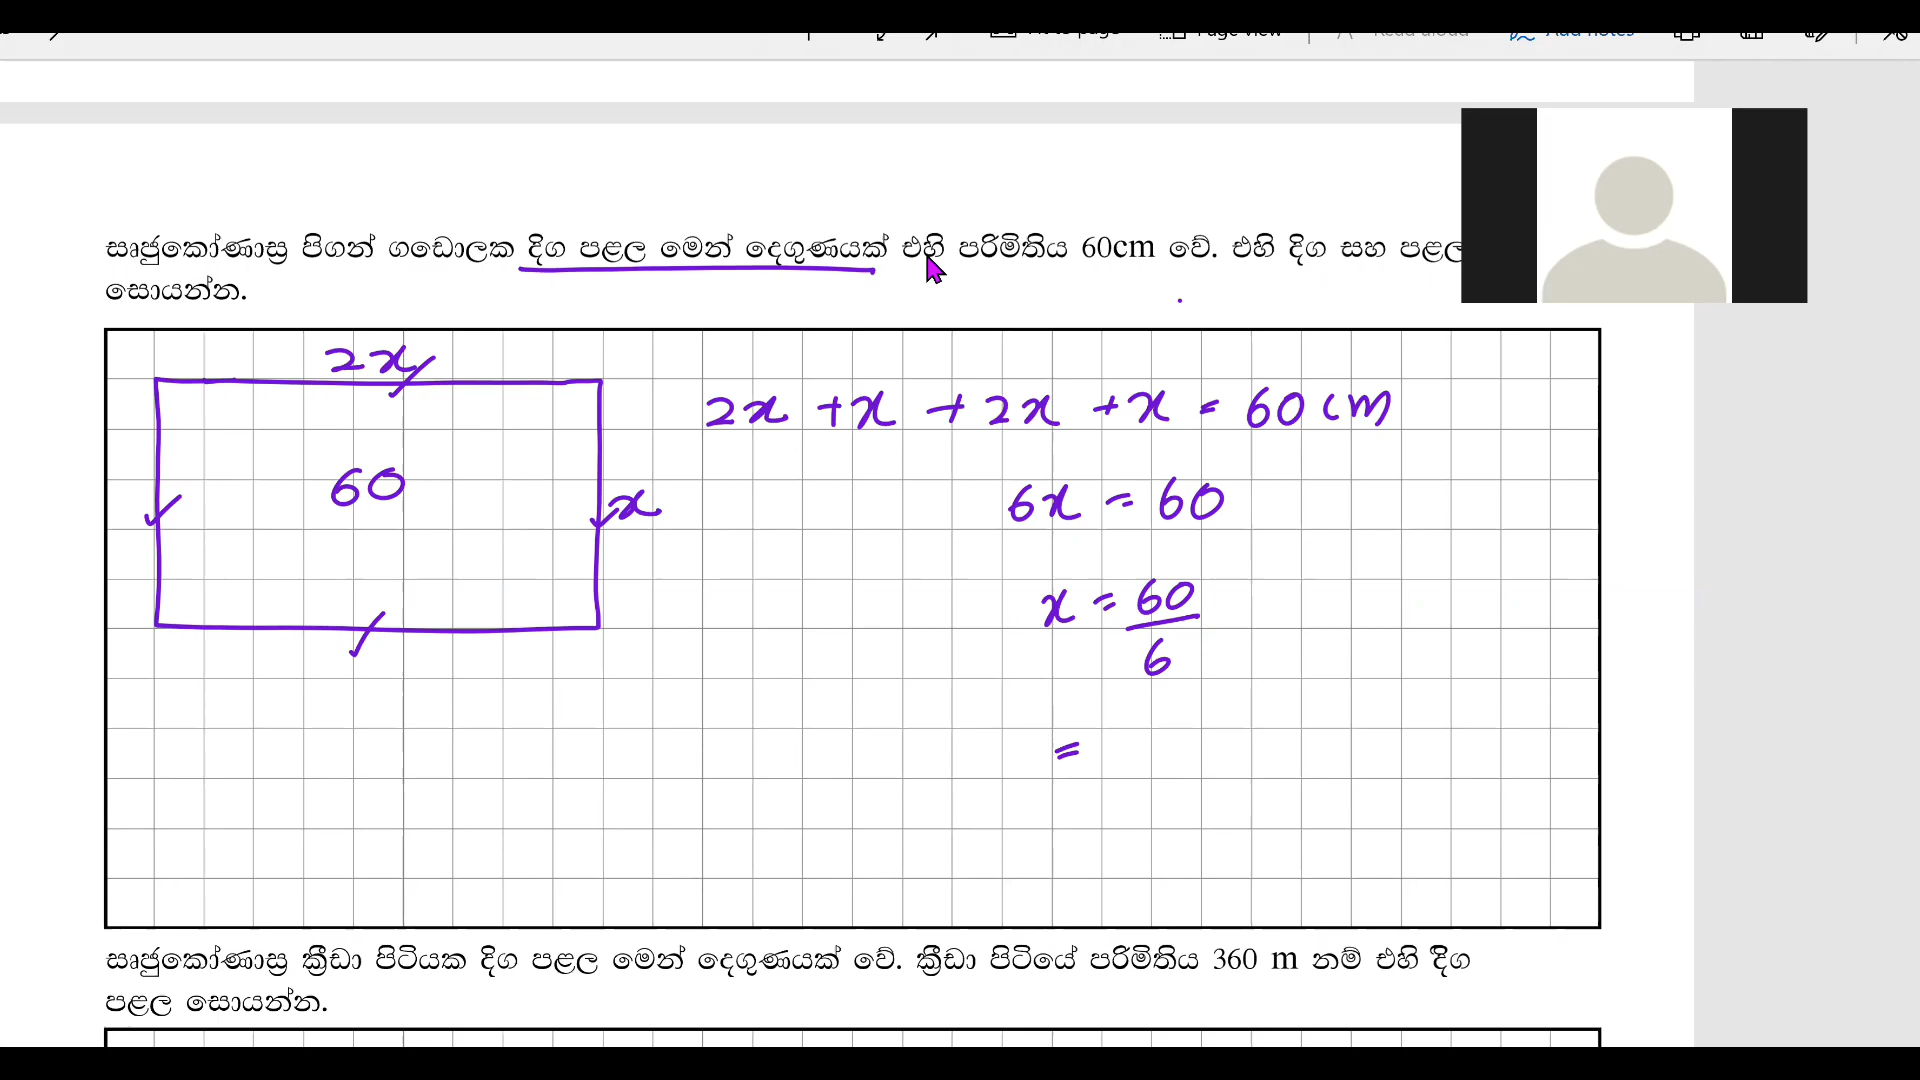 සෘජුකෝණාස්‍ර පිගන් ගඩොලක දිග පළල මෙන් දෙගුණයක් එහි පරිමිතිය 60cm වේ. එහි දිග සහ පළල
සොයන්න.
2x
60
x
2x + x + 2x + x = 60 cm
6x = 60
x = 60/6
=
සෘජුකෝණාස්‍ර ක්‍රීඩා පිටියක දිග පළල මෙන් දෙගුණයක් වේ. ක්‍රීඩා පිටියේ පරිමිතිය 360 m නම් එහි දිග
පළල සොයන්න.